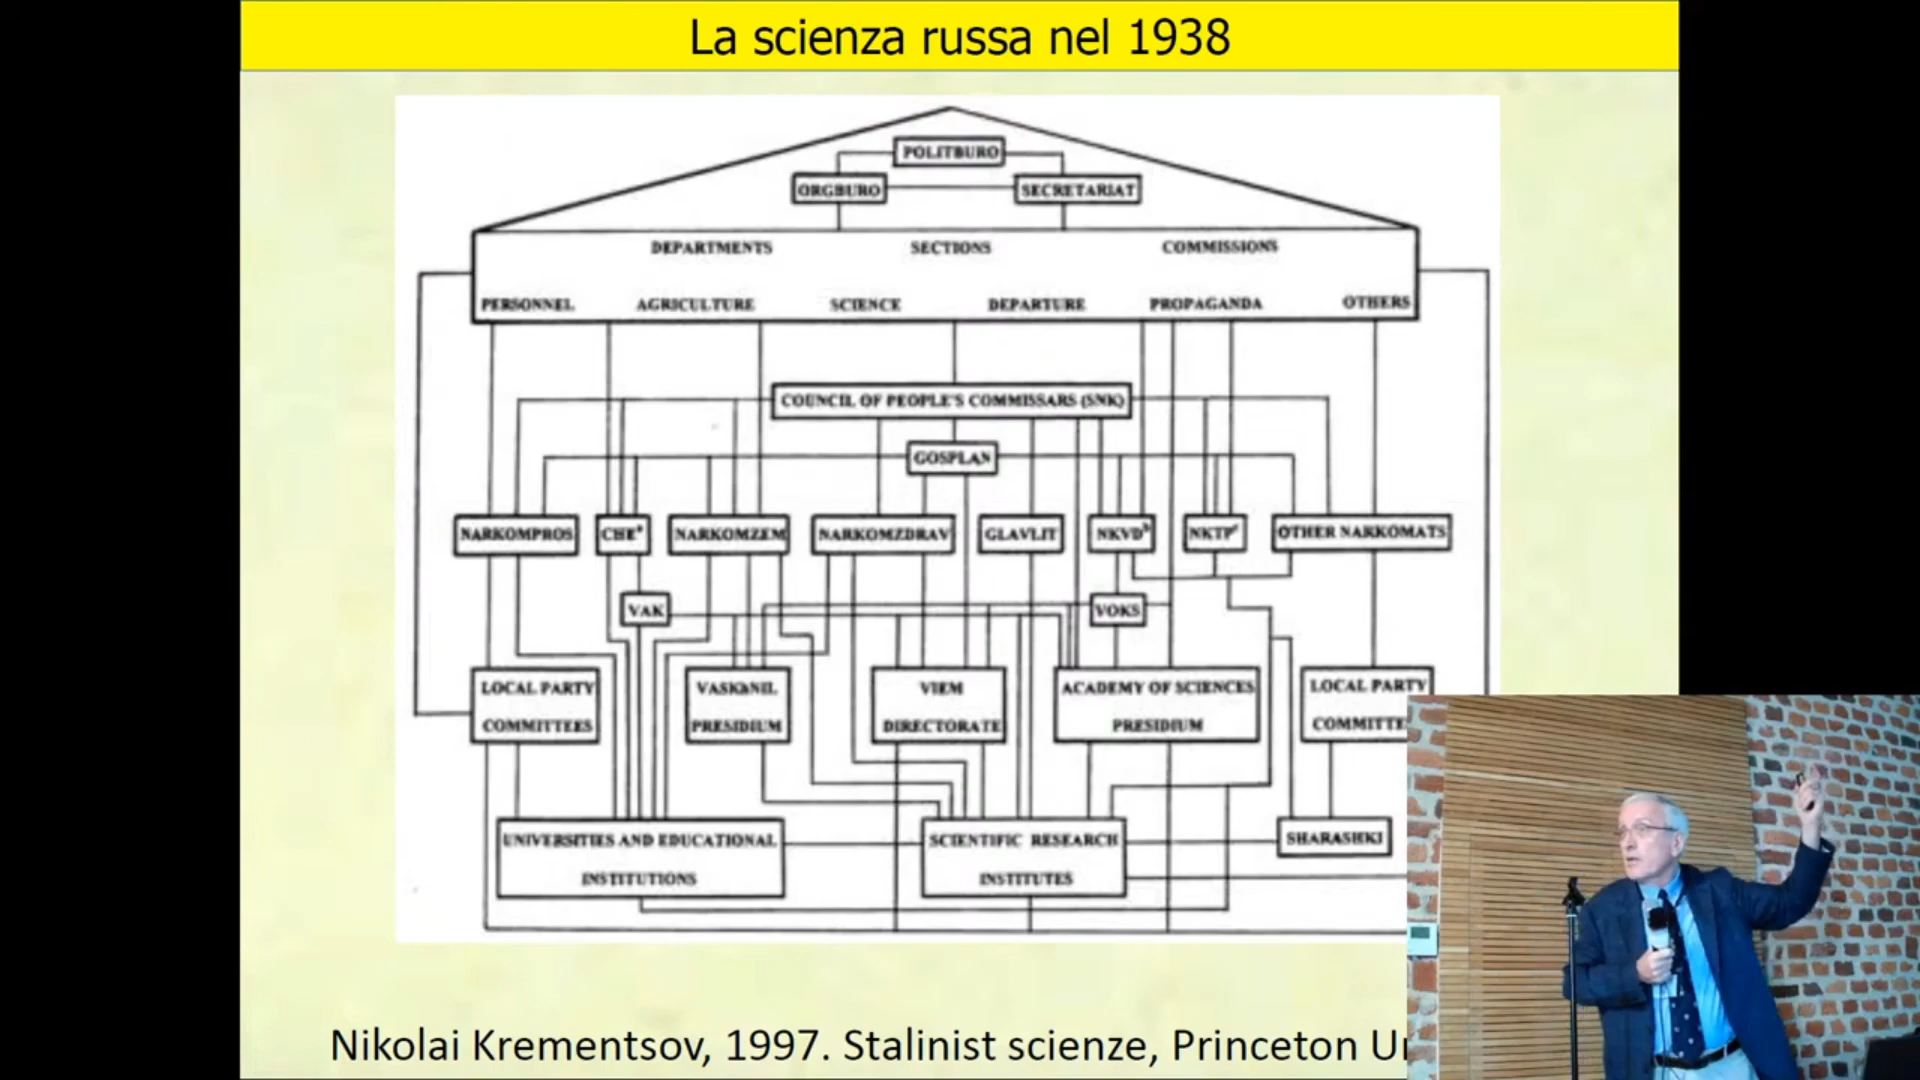 La scienza russa nel 1938
POLITBURO
ORGBURO
SECRETARIAT
DEPARTMENTS SECTIONS COMMISSIONS
PERSONNEL AGRICULTURE SCIENCE DEPARTURE PROPAGANDA OTHERS
COUNCIL OF PEOPLE'S COMMISSARS (SNK)
GOSPLAN
NARKOMPROS
CHE
NARKOMZEM
NARKOMZDRAV
GLAVLIT
NKVD
NKTP
OTHER NARKOMATS
VAK
VOKS
LOCAL PARTY
COMMITTEES
VASKhNIL
PRESIDIUM
VIEM
DIRECTORATE
ACADEMY OF SCIENCES
PRESIDIUM
LOCAL PARTY
UNIVERSITIES AND EDUCATIONAL
INSTITUTIONS
SCIENTIFIC RESEARCH
INSTITUTES
SHARASHKI
Nikolai Krementsov, 1997. Stalinist scienze, Princeton